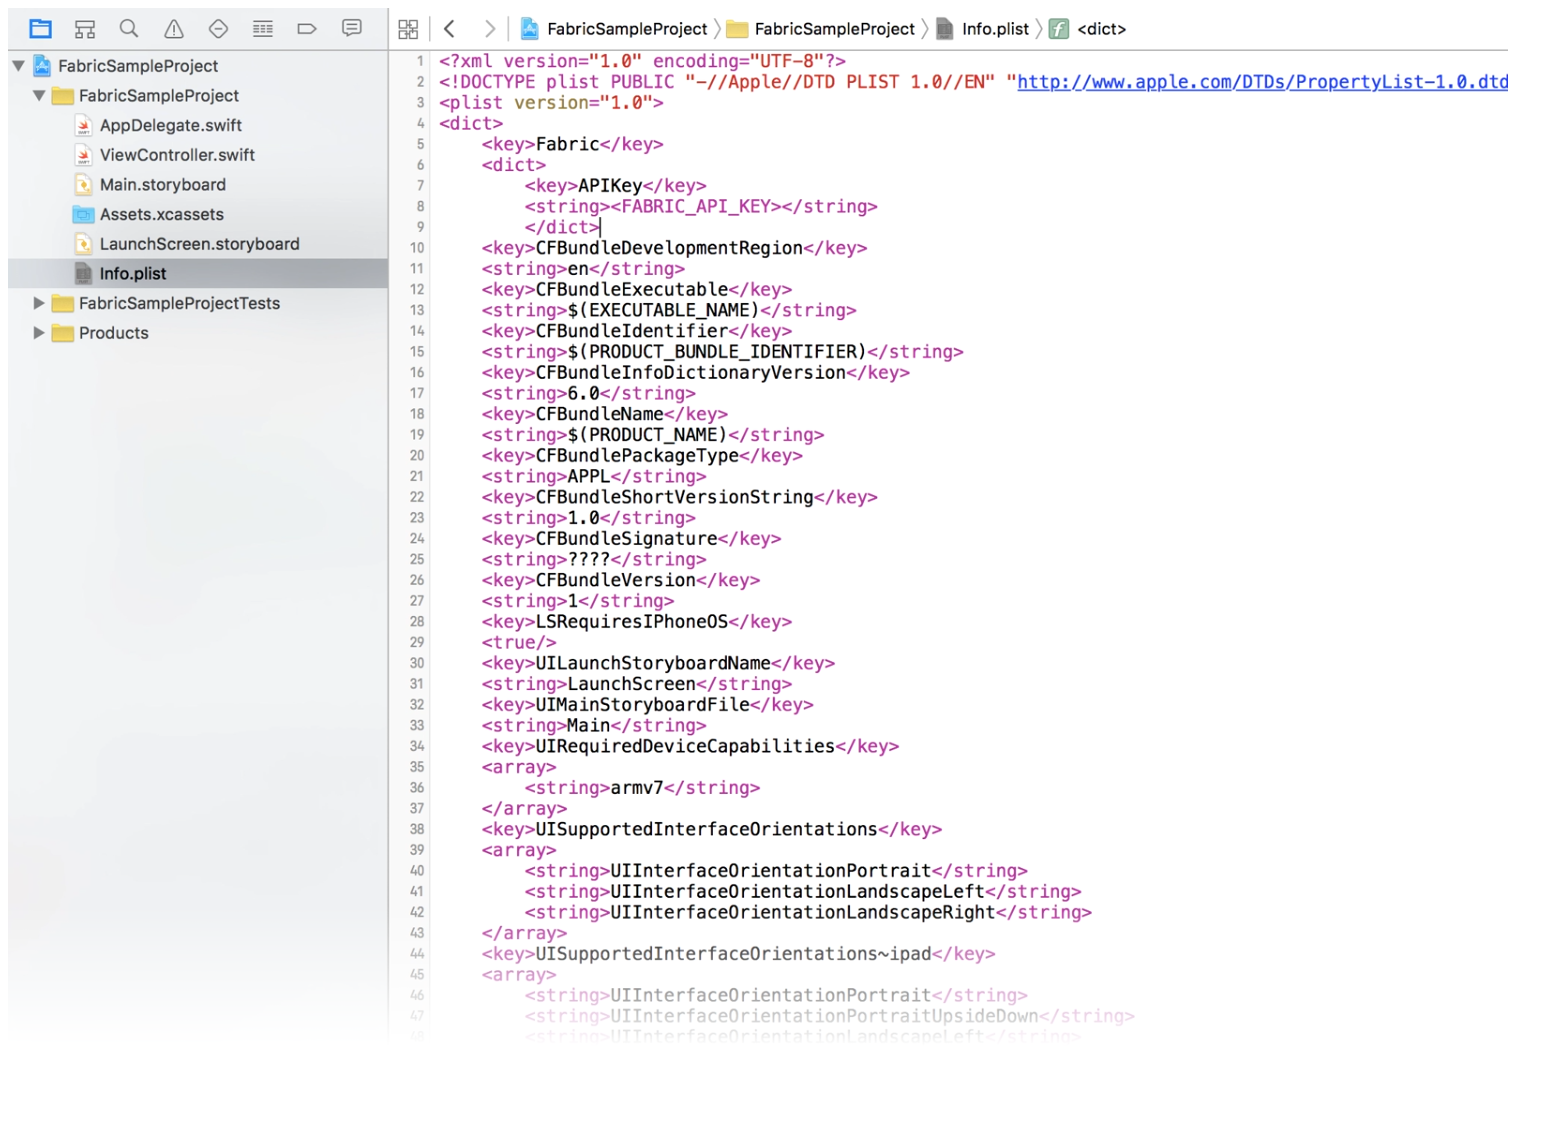 FabricSampleProject
FabricSampleProject
AppDelegate.swift
ViewController.swift
Main.storyboard
Assets.xcassets
LaunchScreen.storyboard
Info.plist
FabricSampleProjectTests
Products
FabricSampleProject FabricSampleProject Info.plist <dict>
1 <?xml version="1.0" encoding="UTF-8"?>
2 <!DOCTYPE plist PUBLIC "-//Apple//DTD PLIST 1.0//EN" "http://www.apple.com/DTDs/PropertyList-1.0.dtd
3 <plist version="1.0">
4 <dict>
5 <key>Fabric</key>
6 <dict>
7 <key>APIKey</key>
8 <string><FABRIC_API_KEY></string>
9 </dict>
10 <key>CFBundleDevelopmentRegion</key>
11 <string>en</string>
12 <key>CFBundleExecutable</key>
13 <string>$(EXECUTABLE_NAME)</string>
14 <key>CFBundleIdentifier</key>
15 <string>$(PRODUCT_BUNDLE_IDENTIFIER)</string>
16 <key>CFBundleInfoDictionaryVersion</key>
17 <string>6.0</string>
18 <key>CFBundleName</key>
19 <string>$(PRODUCT_NAME)</string>
20 <key>CFBundlePackageType</key>
21 <string>APPL</string>
22 <key>CFBundleShortVersionString</key>
23 <string>1.0</string>
24 <key>CFBundleSignature</key>
25 <string>????</string>
26 <key>CFBundleVersion</key>
27 <string>1</string>
28 <key>LSRequiresIPhoneOS</key>
29 <true/>
30 <key>UILaunchStoryboardName</key>
31 <string>LaunchScreen</string>
32 <key>UIMainStoryboardFile</key>
33 <string>Main</string>
34 <key>UIRequiredDeviceCapabilities</key>
35 <array>
36 <string>armv7</string>
37 </array>
38 <key>UISupportedInterfaceOrientations</key>
39 <array>
40 <string>UIInterfaceOrientationPortrait</string>
41 <string>UIInterfaceOrientationLandscapeLeft</string>
42 <string>UIInterfaceOrientationLandscapeRight</string>
43 </array>
44 <key>UISupportedInterfaceOrientations~ipad</key>
45 <array>
46 <string>UIInterfaceOrientationPortrait</string>
47 <string>UIInterfaceOrientationPortraitUpsideDown</string>
48 <string>UIInterfaceOrientationLandscapeLeft</string>